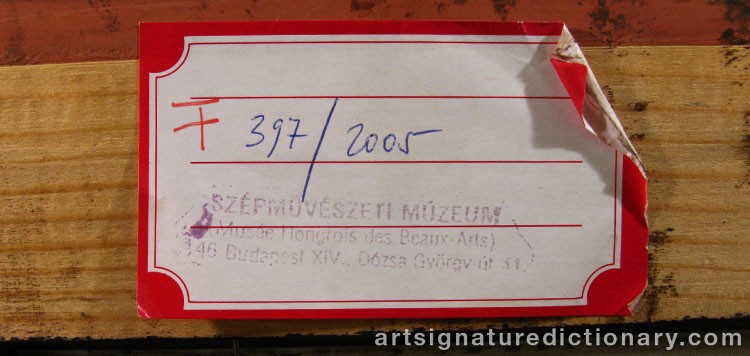 F 397/2005
SZÉPMŰVÉSZETI MÚZEUM
(Musée Hongrois des Beaux-Arts)
146 Budapest XIV., Dózsa György út 41.
artsignaturedictionary.com